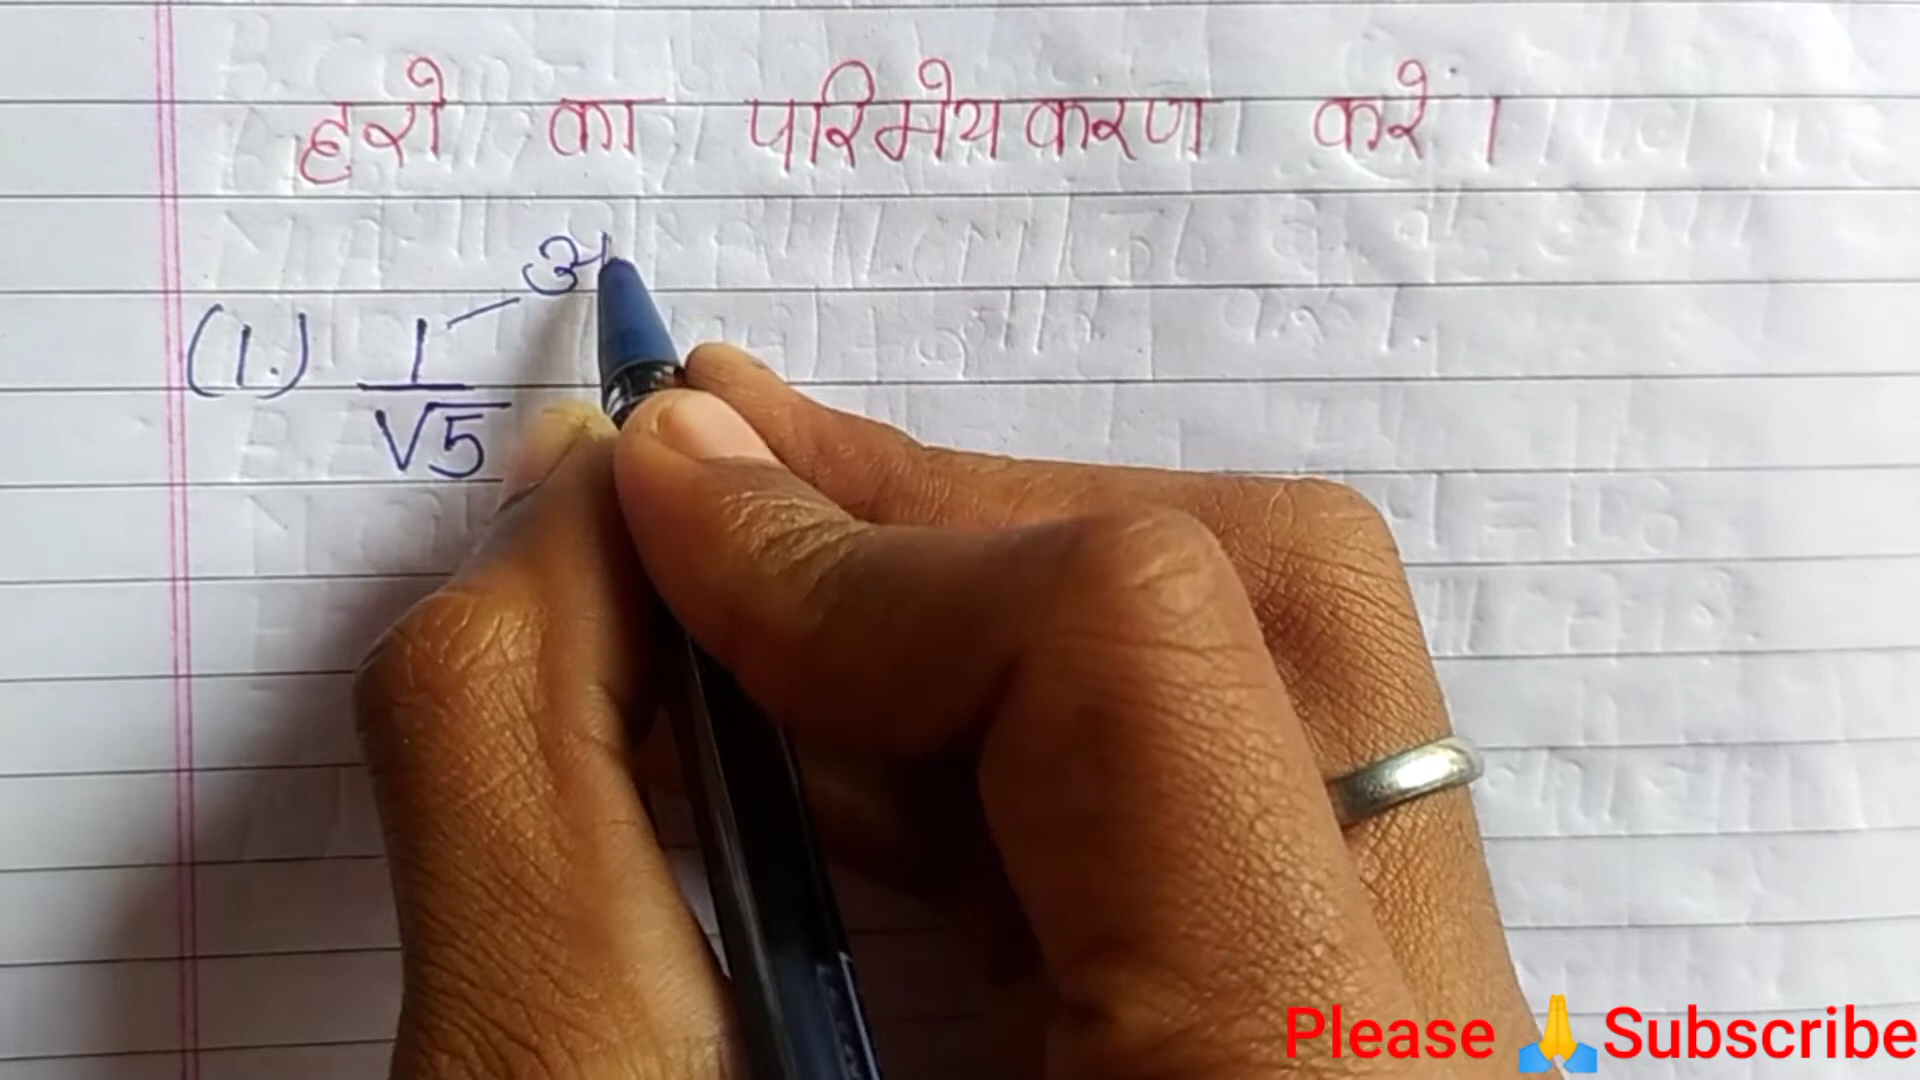 हरो का परिमेयकरण करें।
(1.) 1/√5
अ
Please 🙏 Subscribe